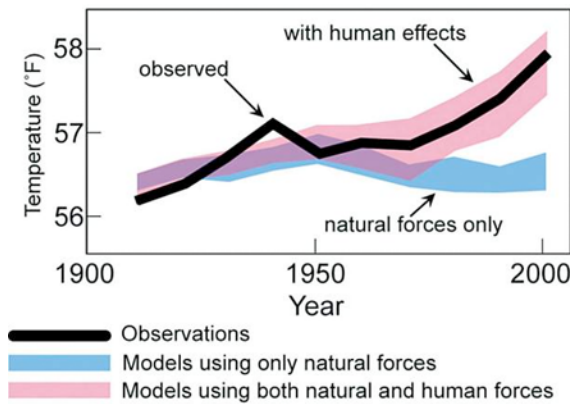 58
57
56
Temperature (°F)
with human effects
observed
natural forces only
1900
1950
2000
Year
Observations
Models using only natural forces
Models using both natural and human forces